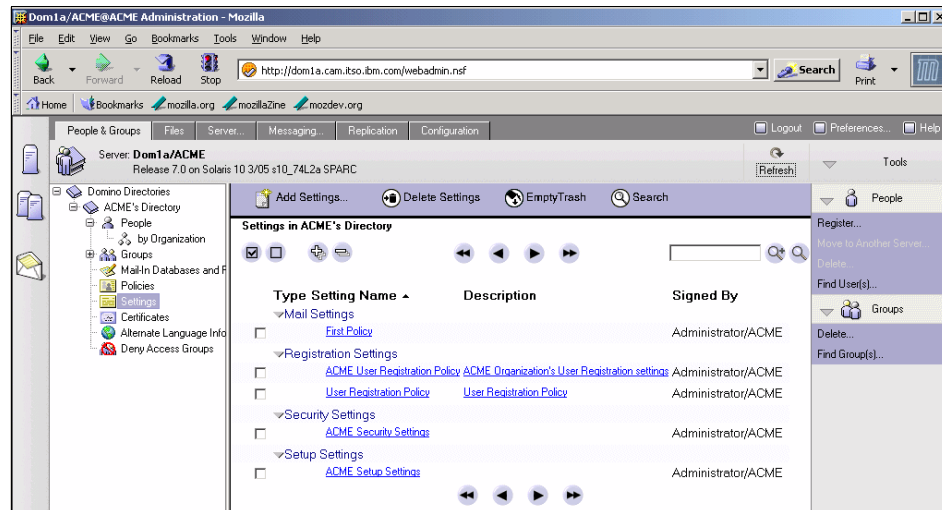 Dom1a/ACME@ACME Administration - Mozilla
File Edit View Go Bookmarks Tools Window Help
Back Forward Reload Stop http://dom1a.cam.itso.ibm.com/webadmin.nsf Search Print
Home Bookmarks mozilla.org mozillaZine mozdev.org
People & Groups Files Server... Messaging... Replication Configuration Logout Preferences... Help
Server: Dom1a/ACME
Release 7.0 on Solaris 10 3/05 s10_74L2a SPARC
Refresh
Tools
Domino Directories
ACME's Directory
People
by Organization
Groups
Mail-In Databases and F
Policies
Settings
Certificates
Alternate Language Info
Deny Access Groups
Add Settings... Delete Settings EmptyTrash Search
Settings in ACME's Directory
Type Setting Name Description Signed By
Mail Settings
First Policy Administrator/ACME
Registration Settings
ACME User Registration Policy ACME Organization's User Registration settings Administrator/ACME
User Registration Policy User Registration Policy Administrator/ACME
Security Settings
ACME Security Settings Administrator/ACME
Setup Settings
ACME Setup Settings Administrator/ACME
People
Register...
Move to Another Server...
Delete...
Find User(s)...
Groups
Delete...
Find Group(s)...